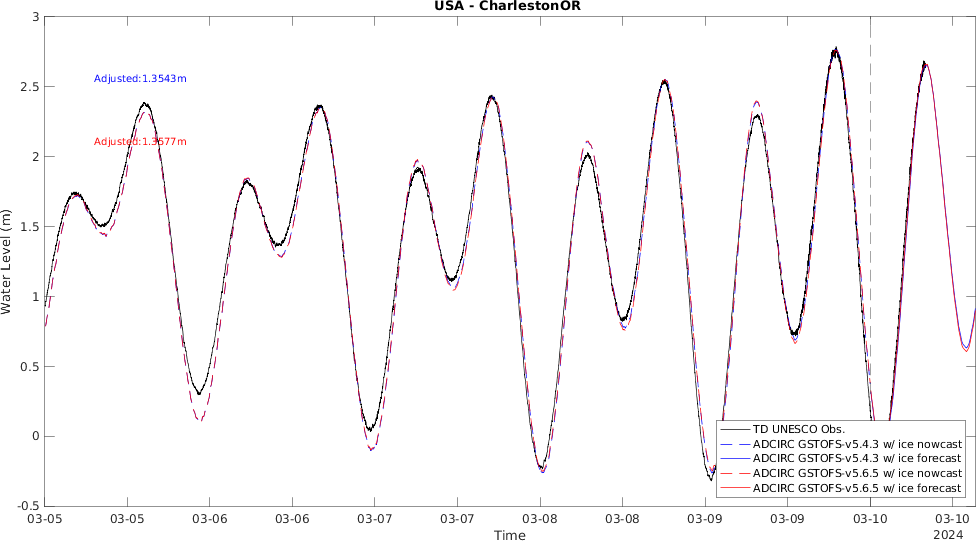 USA - CharlestonOR
3
2.5
2
1.5
1
0.5
0
-0.5
Water Level (m)
Adjusted:1.3543m
Adjusted:1.3577m
TD UNESCO Obs.
ADCIRC GSTOFS-v5.4.3 w/ ice nowcast
ADCIRC GSTOFS-v5.4.3 w/ ice forecast
ADCIRC GSTOFS-v5.6.5 w/ ice nowcast
ADCIRC GSTOFS-v5.6.5 w/ ice forecast
03-05 03-05 03-06 03-06 03-07 03-07 03-08 03-08 03-09 03-09 03-10 03-10
Time
2024